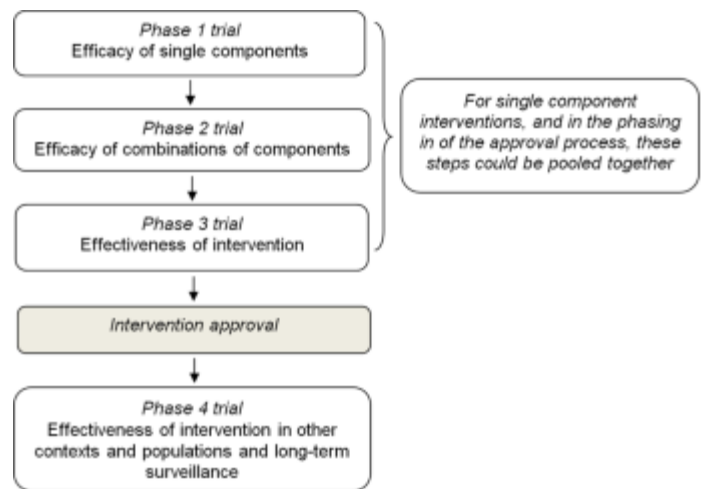 Phase 1 trial
Efficacy of single components
Phase 2 trial
Efficacy of combinations of components
Phase 3 trial
Effectiveness of intervention
For single component
interventions, and in the phasing
in of the approval process, these
steps could be pooled together
Intervention approval
Phase 4 trial
Effectiveness of intervention in other
contexts and populations and long-term
surveillance